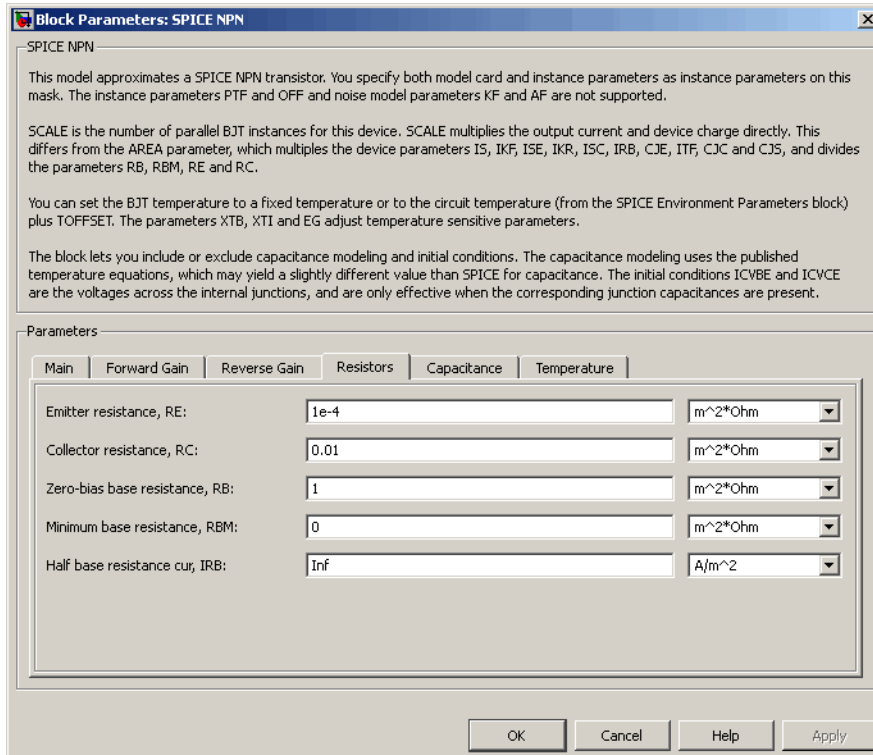 Block Parameters: SPICE NPN
SPICE NPN
This model approximates a SPICE NPN transistor. You specify both model card and instance parameters as instance parameters on this
mask. The instance parameters PTF and OFF and noise model parameters KF and AF are not supported.
SCALE is the number of parallel BJT instances for this device. SCALE multiplies the output current and device charge directly. This
differs from the AREA parameter, which multiples the device parameters IS, IKF, ISE, IKR, ISC, IRB, CJE, ITF, CJC and CJS, and divides
the parameters RB, RBM, RE and RC.
You can set the BJT temperature to a fixed temperature or to the circuit temperature (from the SPICE Environment Parameters block)
plus TOFFSET. The parameters XTB, XTI and EG adjust temperature sensitive parameters.
The block lets you include or exclude capacitance modeling and initial conditions. The capacitance modeling uses the published
temperature equations, which may yield a slightly different value than SPICE for capacitance. The initial conditions ICVBE and ICVCE
are the voltages across the internal junctions, and are only effective when the corresponding junction capacitances are present.
Parameters
Main Forward Gain Reverse Gain Resistors Capacitance Temperature
Emitter resistance, RE: 1e-4 m^2*Ohm
Collector resistance, RC: 0.01 m^2*Ohm
Zero-bias base resistance, RB: 1 m^2*Ohm
Minimum base resistance, RBM: 0 m^2*Ohm
Half base resistance cur, IRB: Inf A/m^2
OK Cancel Help Apply